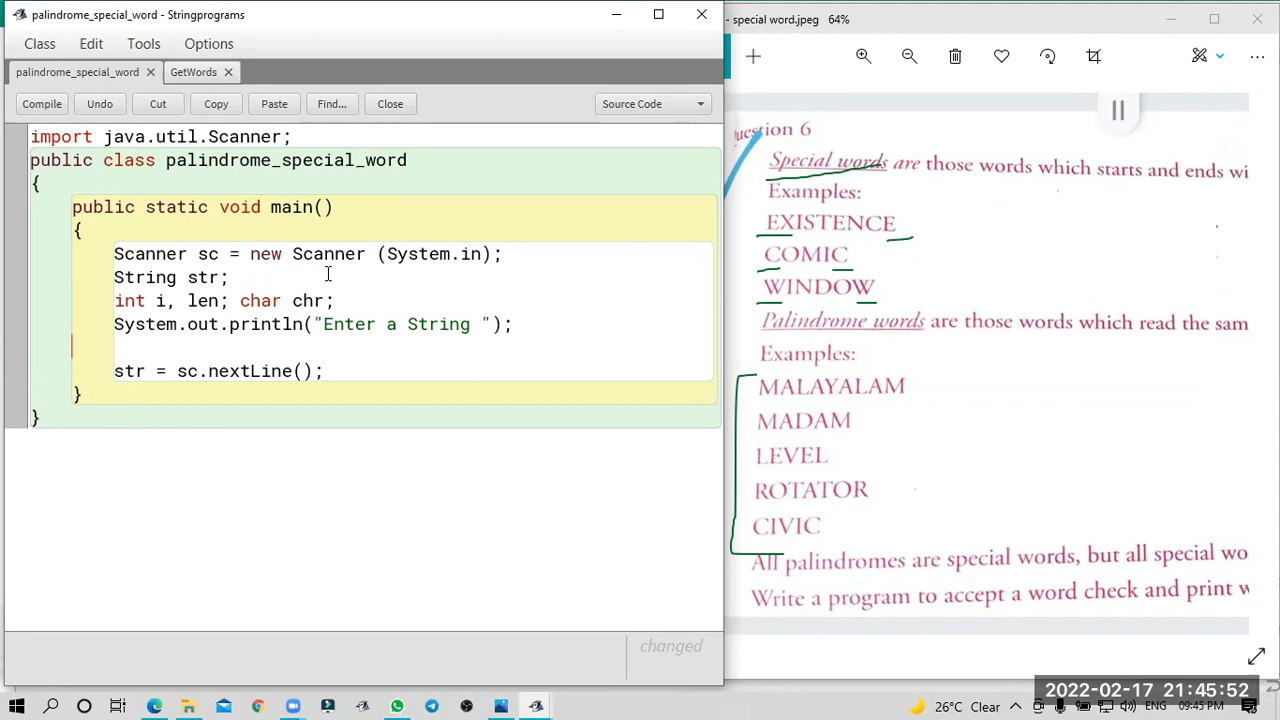 palindrome_special_word - Stringprograms
Class Edit Tools Options
palindrome_special_word × GetWords ×
Compile Undo Cut Copy Paste Find... Close Source Code
import java.util.Scanner;
public class palindrome_special_word
{
public static void main()
{
Scanner sc = new Scanner (System.in);
String str;
int i, len; char chr;
System.out.println("Enter a String ");
str = sc.nextLine();
}
}
changed
- special word.jpeg 64%
uestion 6
Special words are those words which starts and ends wi
Examples:
EXISTENCE
COMIC
WINDOW
Palindrome words are those words which read the sam
Examples:
MALAYALAM
MADAM
LEVEL
ROTATOR
CIVIC
All palindromes are special words, but all special wo
Write a program to accept a word check and print w
2022-02-17 21:45:52
26°C Clear ENG 09:45 PM